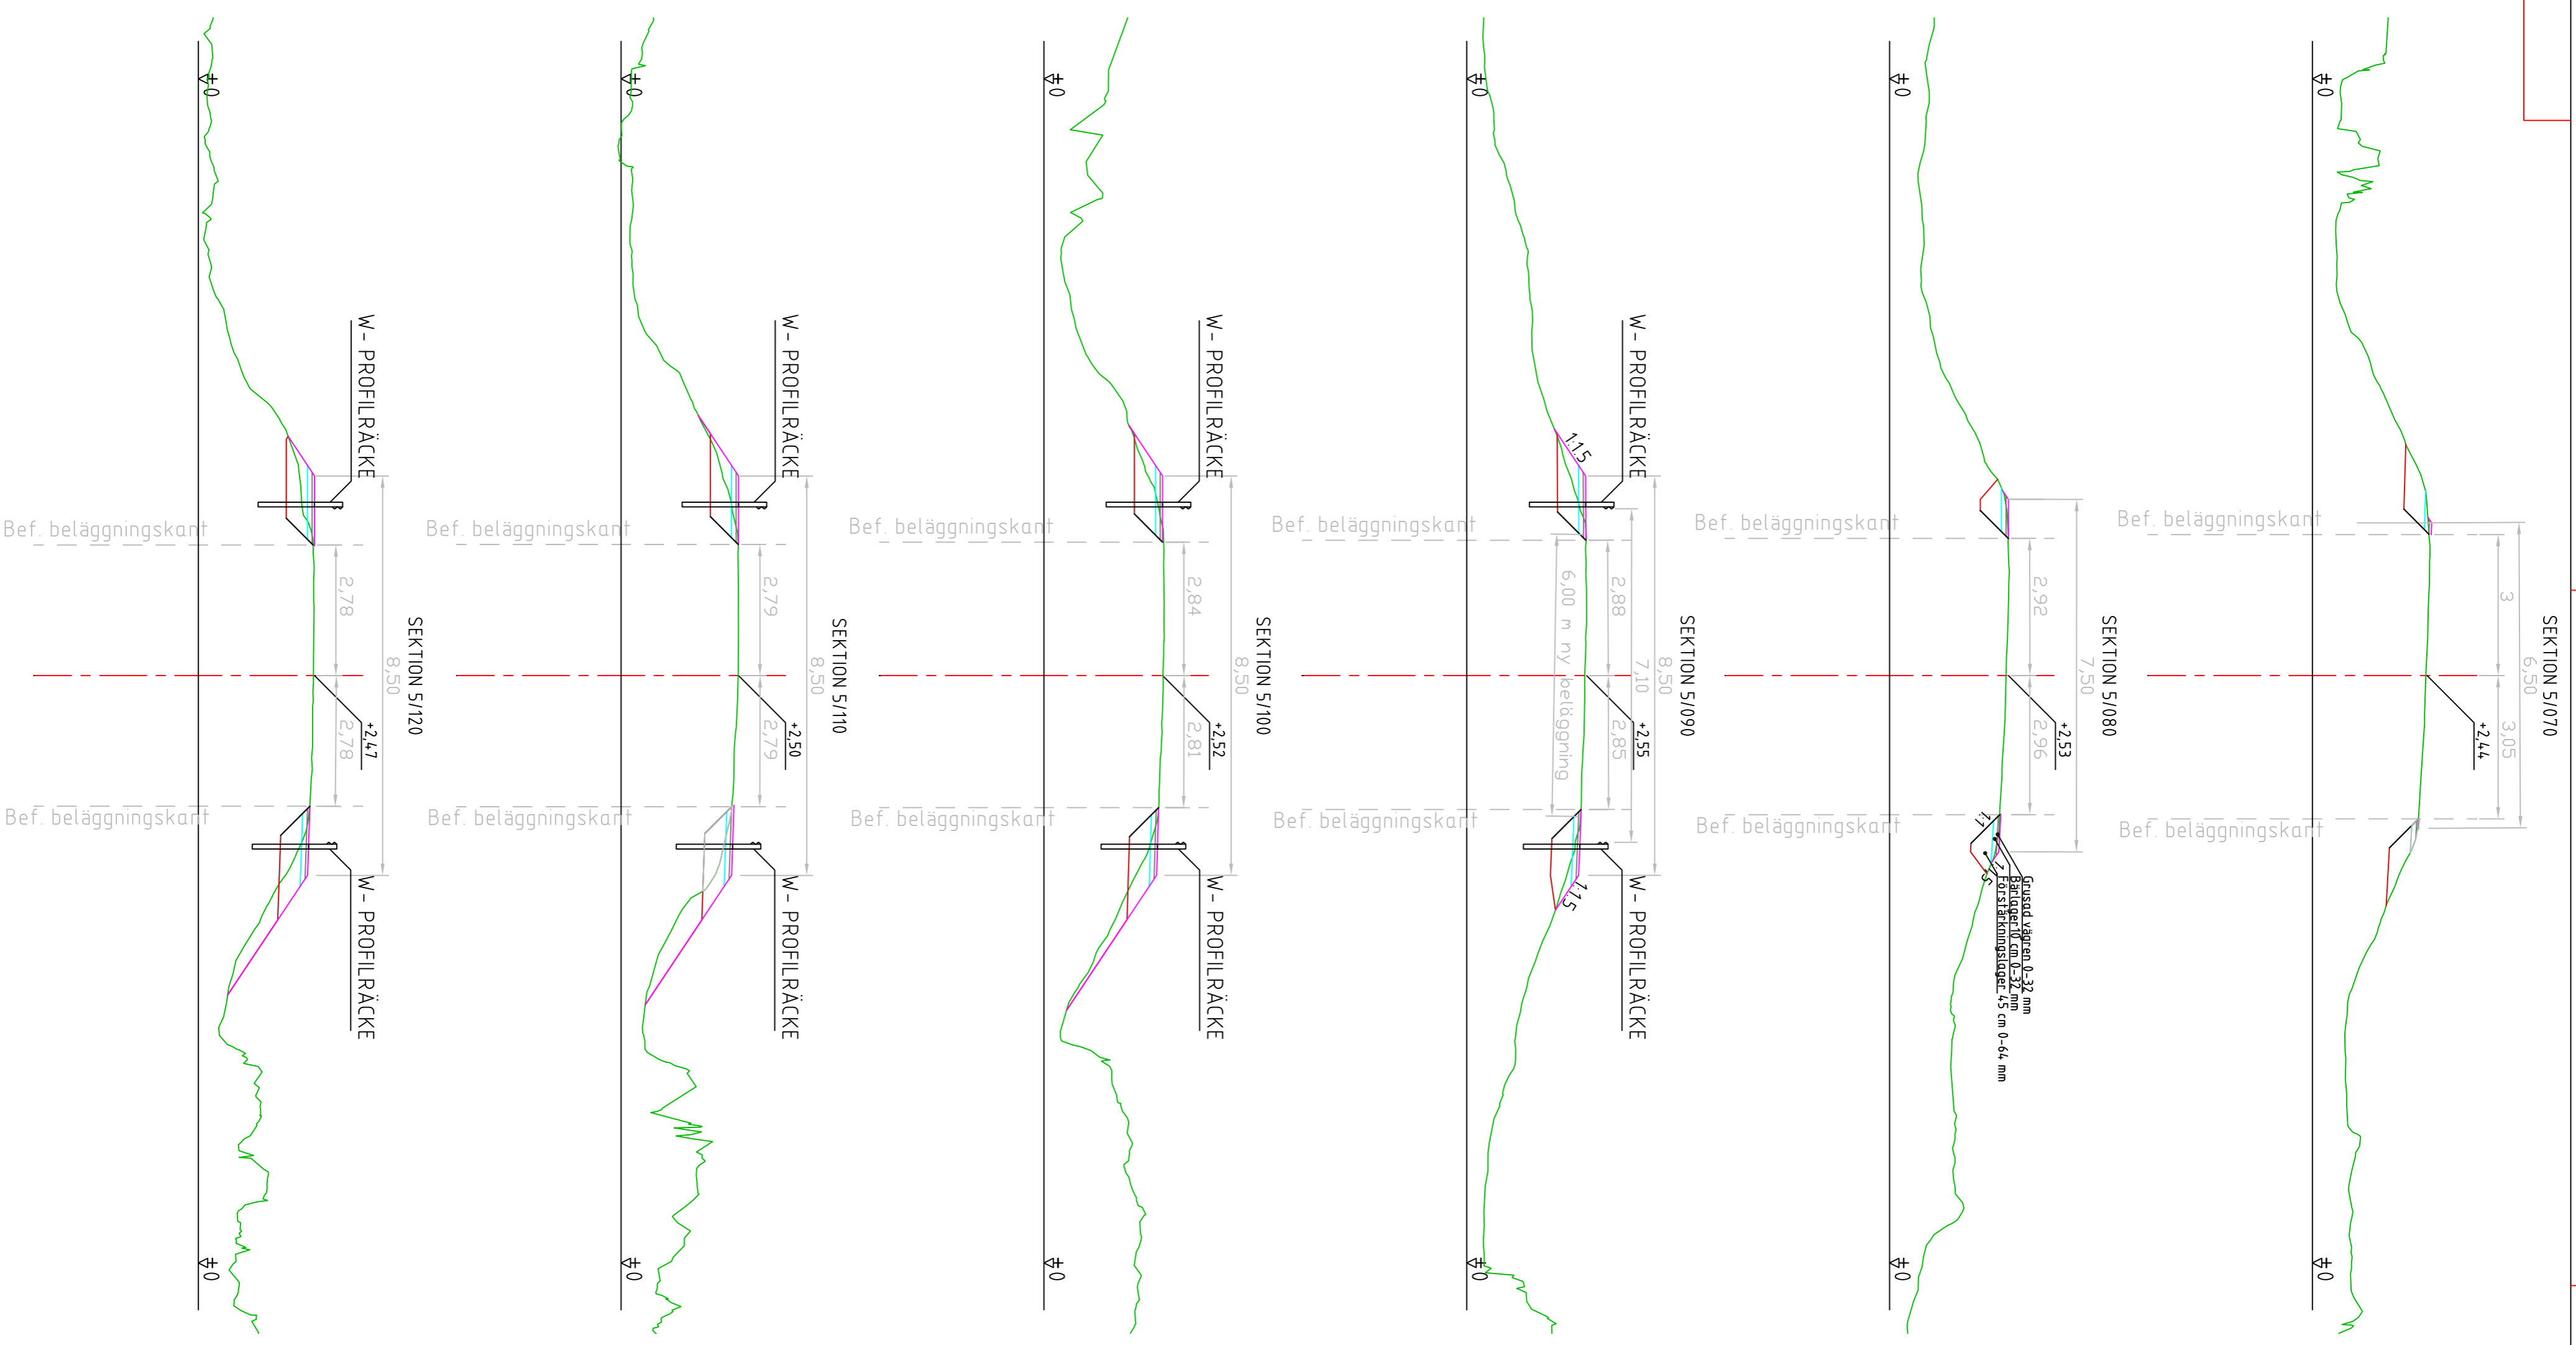 SEKTION 5/070
6,50
3
3,05
+2,44
Bef. beläggningskant
Bef. beläggningskant
±0
±0
SEKTION 5/080
7,50
2,92
2,96
+2,53
Bef. beläggningskant
Bef. beläggningskant
1:1
1:1,5
Grusad vägren 0-32 mm
Bärlager 10 cm 0-32 mm
Förstärkningslager 45 cm 0-64 mm
±0
±0
SEKTION 5/090
8,50
7,10
2,88
2,85
+2,55
6,00 m ny beläggning
W- PROFILRÄCKE
W- PROFILRÄCKE
1:1.5
1:1.5
Bef. beläggningskant
Bef. beläggningskant
±0
±0
SEKTION 5/100
8,50
2,84
2,81
+2,52
W- PROFILRÄCKE
W- PROFILRÄCKE
Bef. beläggningskant
Bef. beläggningskant
±0
±0
SEKTION 5/110
8,50
2,79
2,79
+2,50
W- PROFILRÄCKE
W- PROFILRÄCKE
Bef. beläggningskant
Bef. beläggningskant
±0
±0
SEKTION 5/120
8,50
2,78
2,78
+2,47
W- PROFILRÄCKE
W- PROFILRÄCKE
Bef. beläggningskant
Bef. beläggningskant
±0
±0